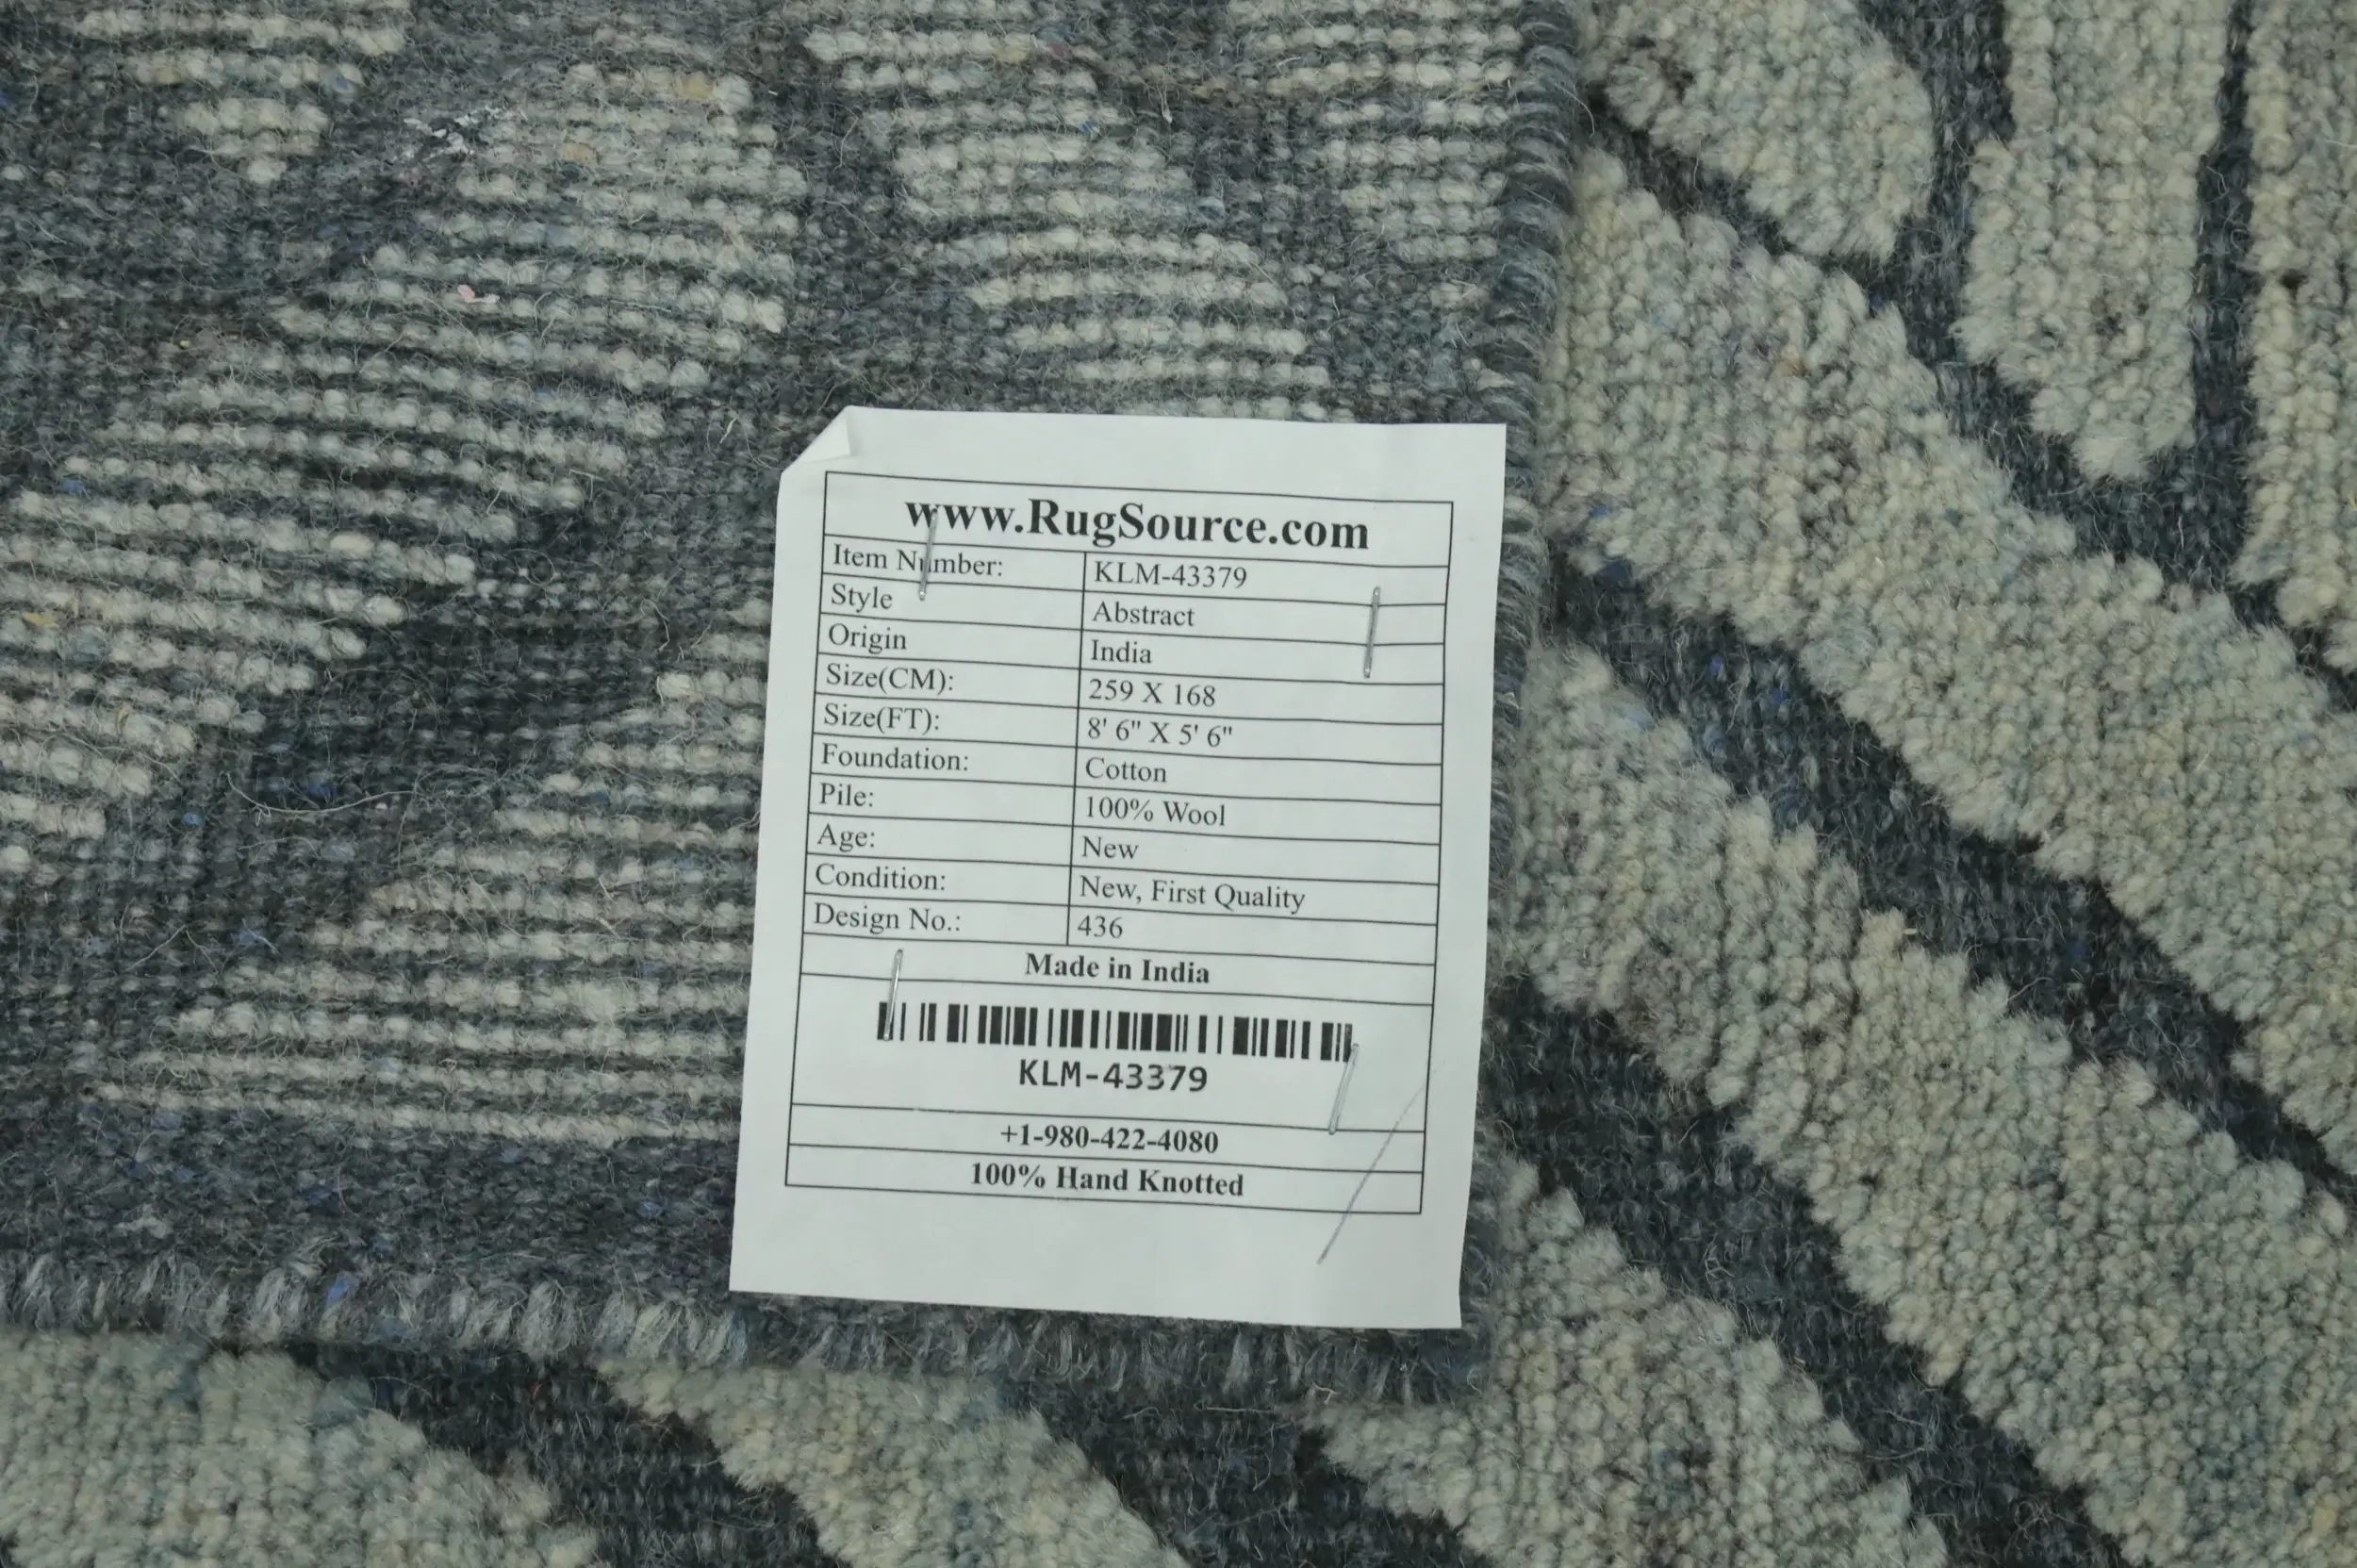 www.RugSource.com
Item Number: KLM-43379
Style Abstract
Origin India
Size(CM): 259 X 168
Size(FT): 8' 6" X 5' 6"
Foundation: Cotton
Pile: 100% Wool
Age: New
Condition: New, First Quality
Design No.: 436
Made in India
KLM-43379
+1-980-422-4080
100% Hand Knotted